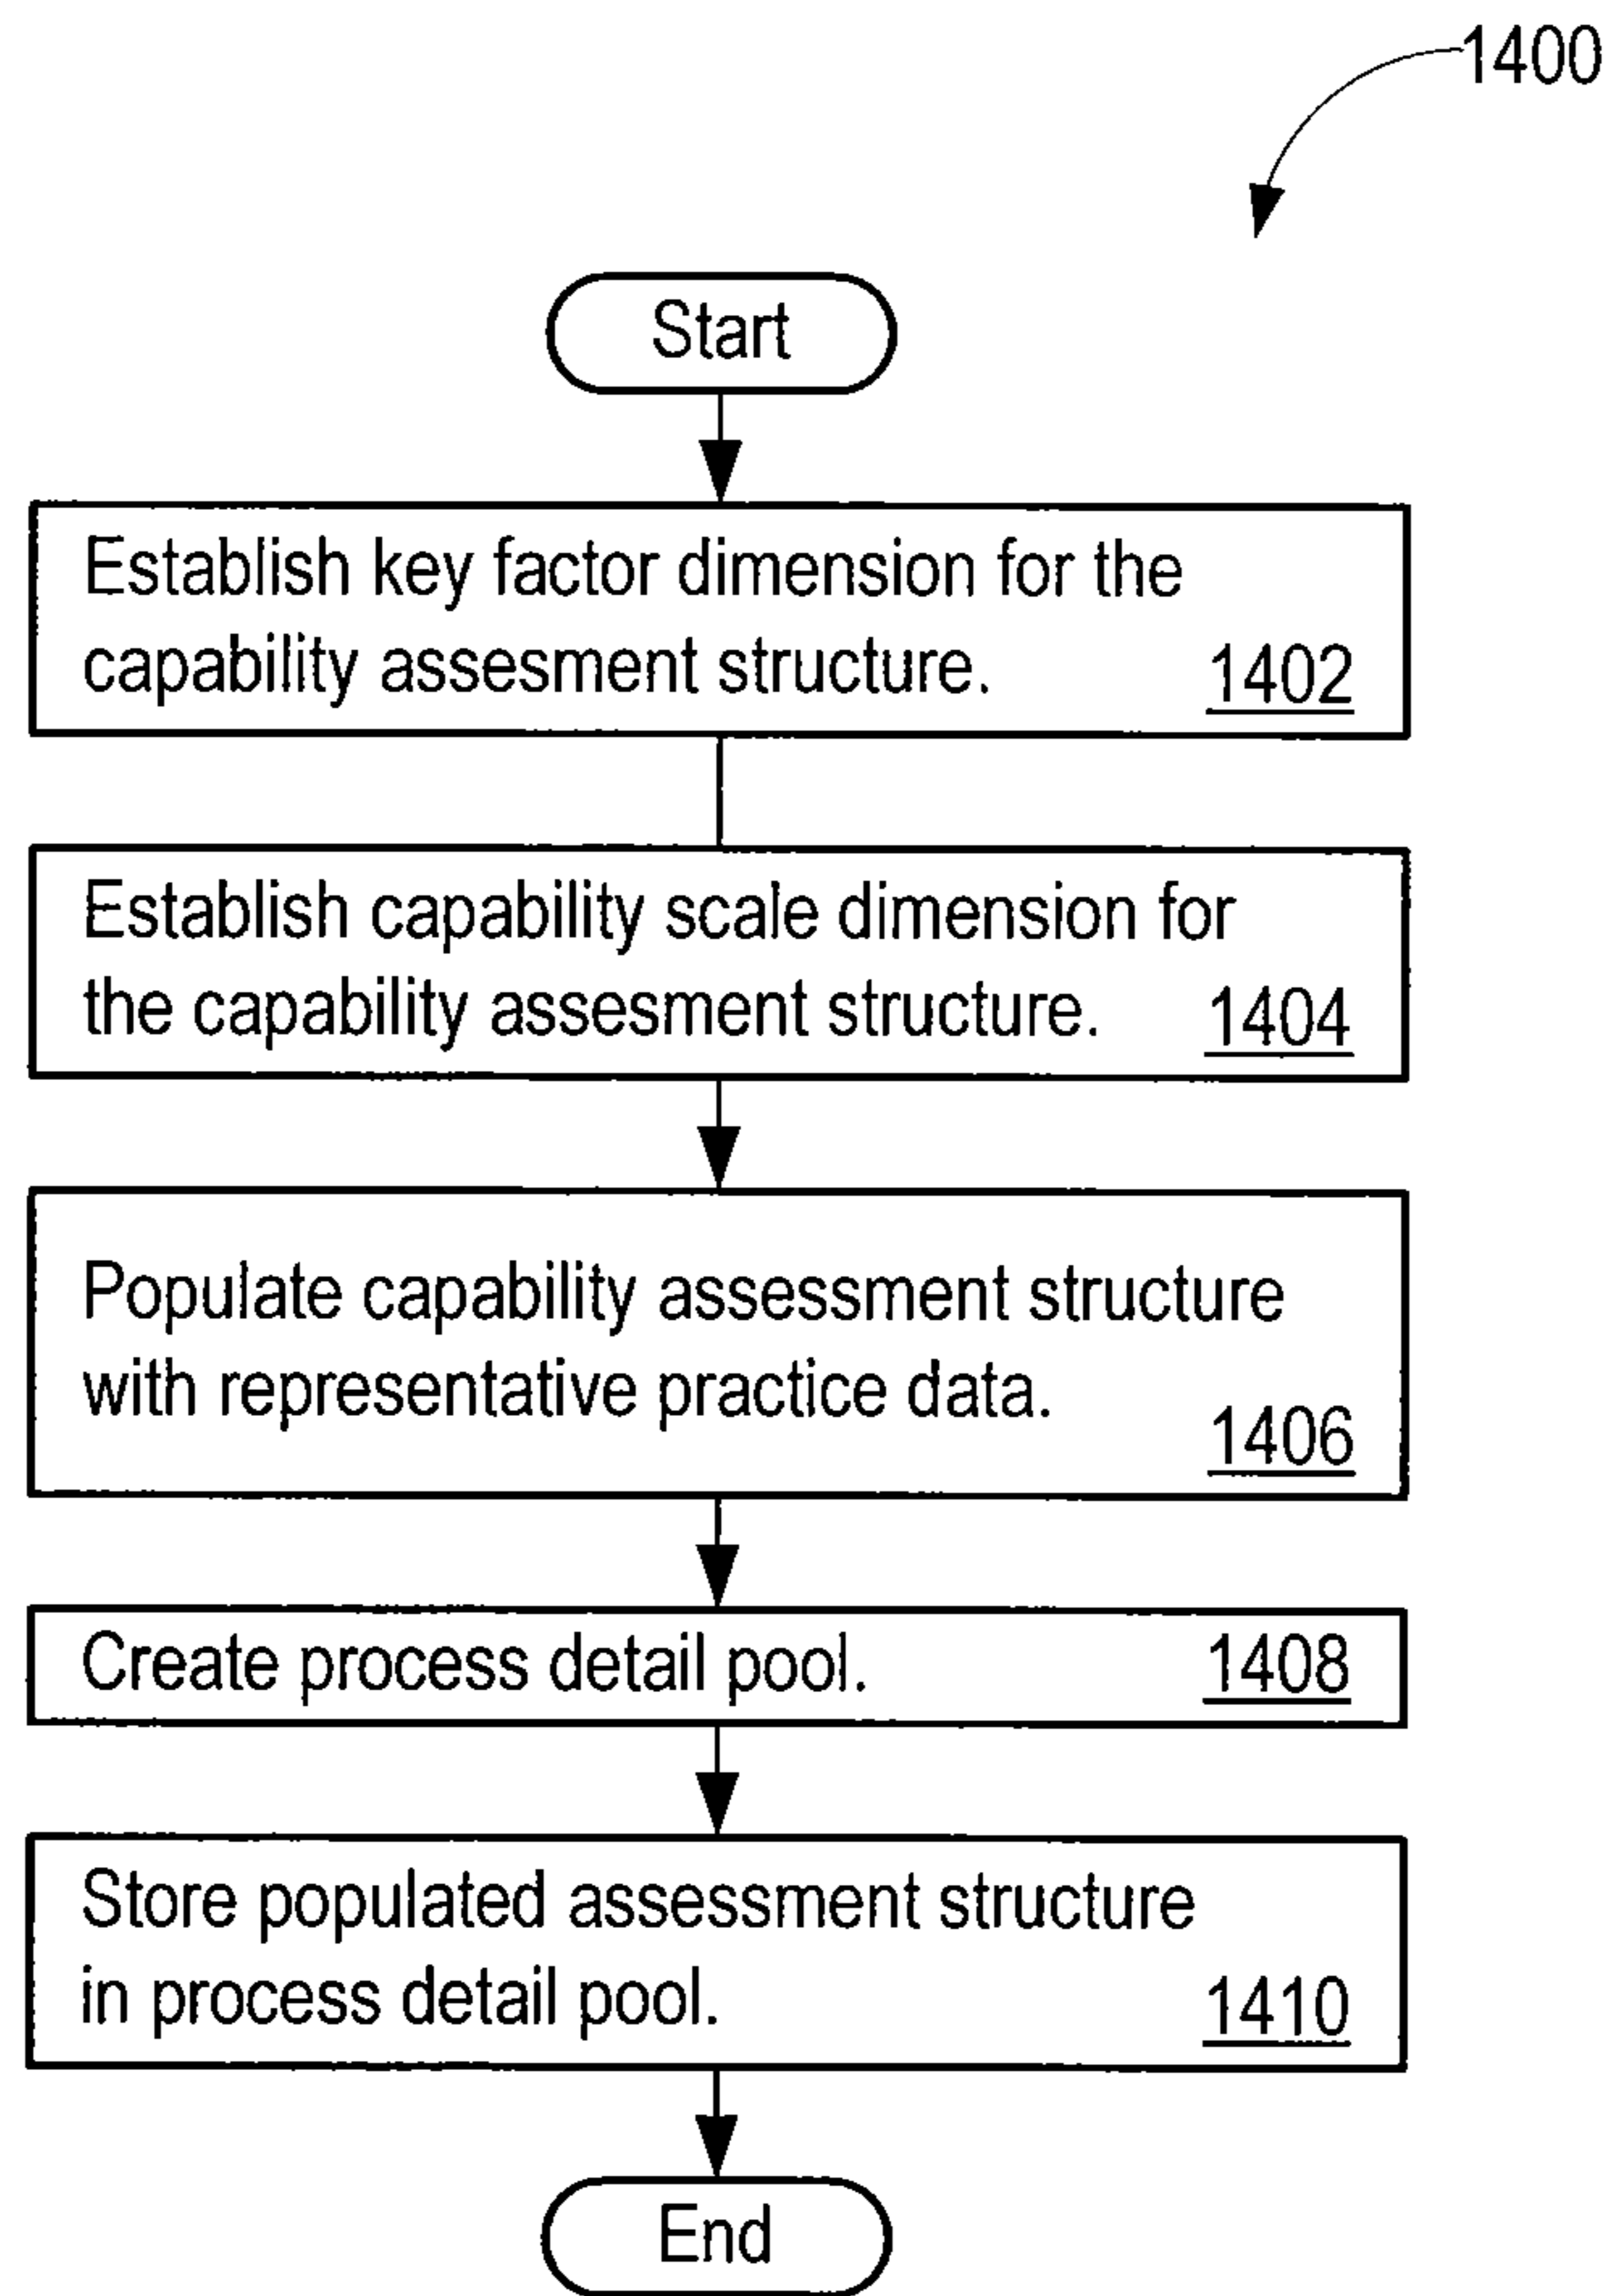 1400
Start
Establish key factor dimension for the
capability assesment structure.
1402
Establish capability scale dimension for
the capability assesment structure.
1404
Populate capability assessment structure
with representative practice data.
1406
Create process detail pool.
1408
Store populated assessment structure
in process detail pool.
1410
End